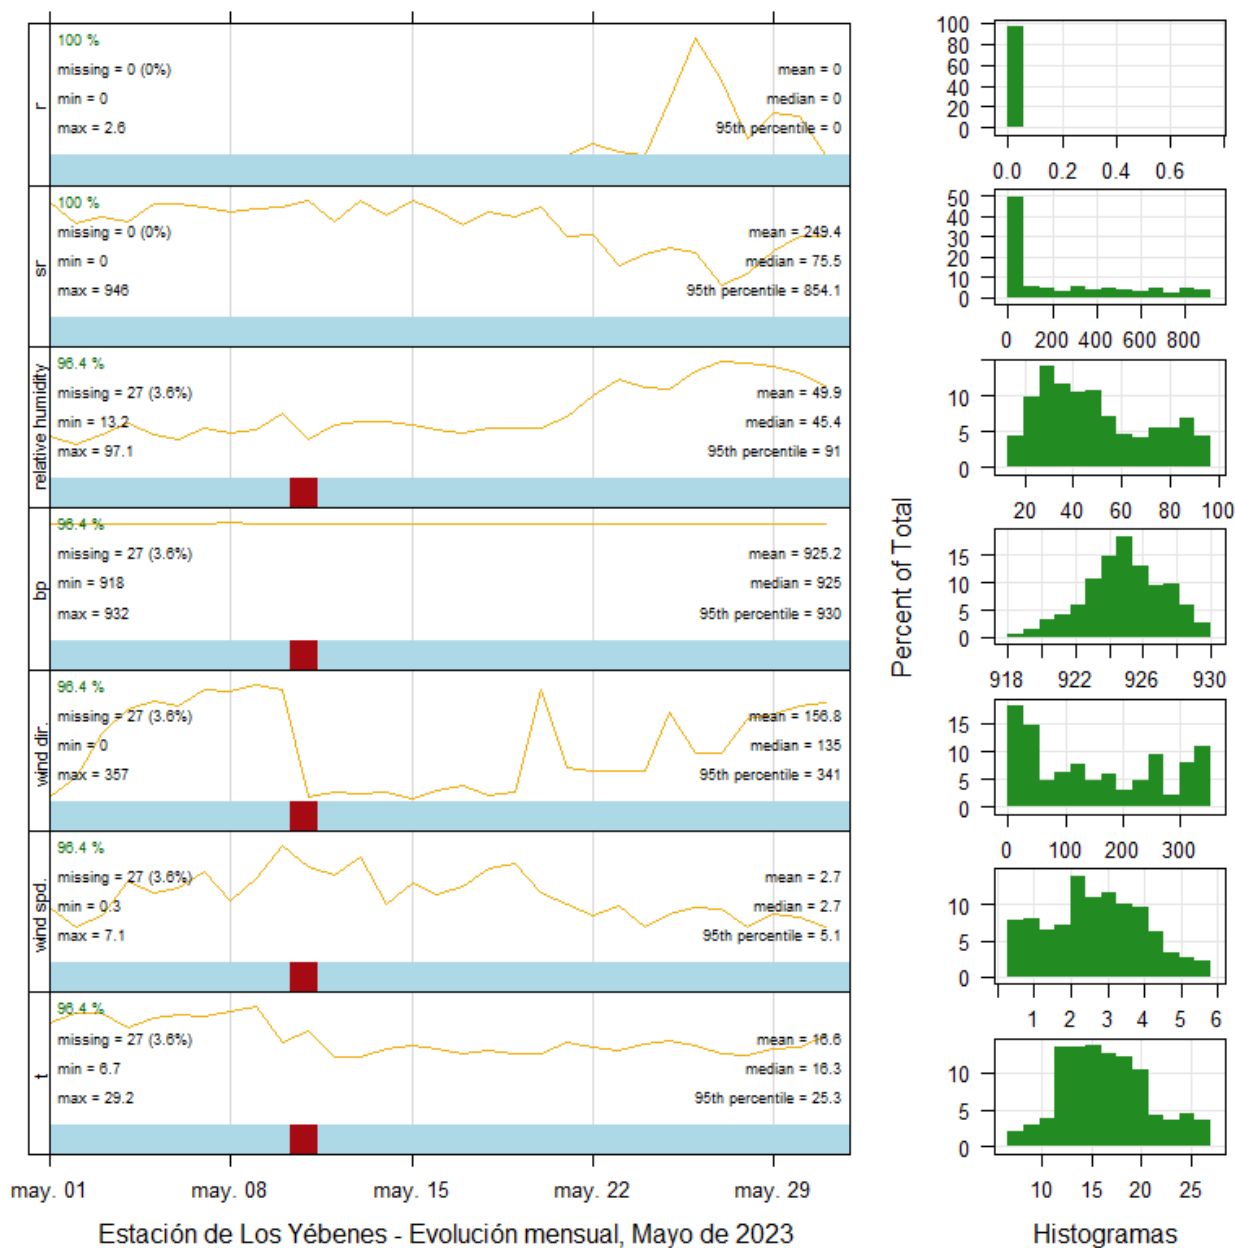 r
100 %
missing = 0 (0%)
min = 0
max = 2.6
mean = 0
median = 0
95th percentile = 0
sr
100 %
missing = 0 (0%)
min = 0
max = 946
mean = 249.4
median = 75.5
95th percentile = 854.1
relative humidity
96.4 %
missing = 27 (3.6%)
min = 13.2
max = 97.1
mean = 49.9
median = 45.4
95th percentile = 91
bp
96.4 %
missing = 27 (3.6%)
min = 918
max = 932
mean = 925.2
median = 925
95th percentile = 930
wind dir.
96.4 %
missing = 27 (3.6%)
min = 0
max = 357
mean = 156.8
median = 135
95th percentile = 341
wind spd.
96.4 %
missing = 27 (3.6%)
min = 0.3
max = 7.1
mean = 2.7
median = 2.7
95th percentile = 5.1
t
96.4 %
missing = 27 (3.6%)
min = 6.7
max = 29.2
mean = 16.6
median = 16.3
95th percentile = 25.3
may. 01 may. 08 may. 15 may. 22 may. 29
Estación de Los Yébenes - Evolución mensual, Mayo de 2023
Percent of Total
100
80
60
40
20
0
0.0 0.2 0.4 0.6
50
40
30
20
10
0
0 200 400 600 800
10
5
0
20 40 60 80 100
15
10
5
0
918 922 926 930
15
10
5
0
0 100 200 300
10
5
0
1 2 3 4 5 6
10
5
0
10 15 20 25
Histogramas